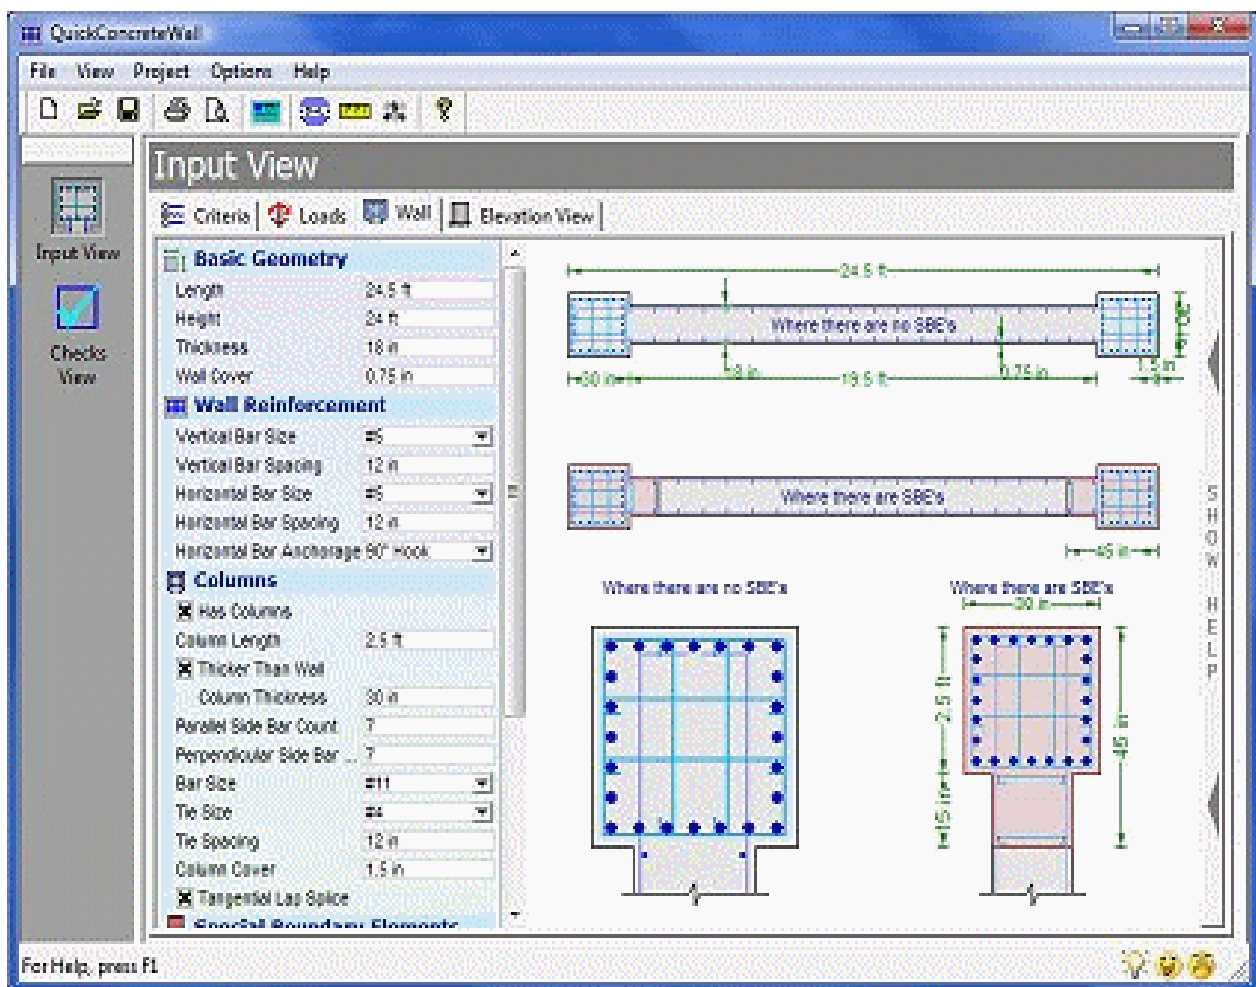 QuickConcreteWall
File View Project Options Help
Input View
Criteria Loads Wall Elevation View
Input View
Checks View
Basic Geometry
Length 24.5 ft
Height 24 ft
Thickness 18 in
Wall Cover 0.75 in
Wall Reinforcement
Vertical Bar Size #5
Vertical Bar Spacing 12 in
Horizontal Bar Size #5
Horizontal Bar Spacing 12 in
Horizontal Bar Anchorage 90° Hook
Columns
Has Columns
Column Length 2.5 ft
Thicker Than Wall
Column Thickness 30 in
Parallel Side Bar Count 7
Perpendicular Side Bar ... 7
Bar Size #11
Tie Size #4
Tie Spacing 12 in
Column Cover 1.5 in
Tangential Lap Splice
Special Boundary Elements
24.5 ft
Where there are no SBE's
30 in
30 in
18 in
19.5 ft
0.75 in
1.5 in
Where there are SBE's
45 in
Where there are no SBE's
Where there are SBE's
30 in
2.5 ft
45 in
15 in
SHOW HELP
For Help, press F1